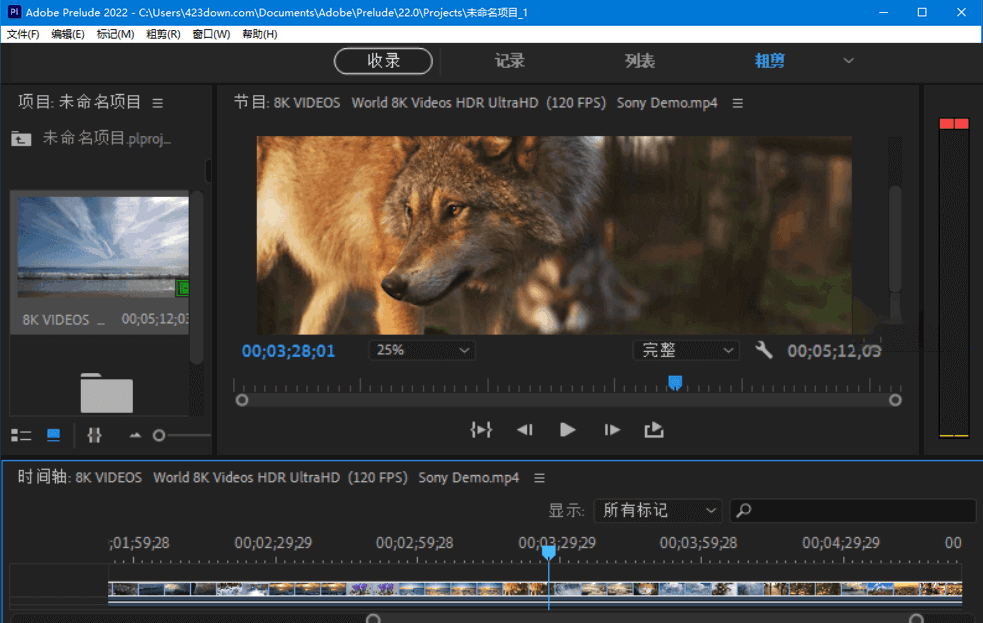 Adobe Prelude 2022 - C:\Users\423down.com\Documents\Adobe\Prelude\22.0\Projects\未命名项目_1
文件(F) 编辑(E) 标记(M) 粗剪(R) 窗口(W) 帮助(H)
收录 记录 列表 粗剪
项目: 未命名项目
节目: 8K VIDEOS World 8K Videos HDR UltraHD (120 FPS) Sony Demo.mp4
未命名项目.plproj...
8K VIDEOS ... 00;05;12;03
00;03;28;01 25% 完整 00;05;12;03
时间轴: 8K VIDEOS World 8K Videos HDR UltraHD (120 FPS) Sony Demo.mp4
显示: 所有标记
;01;59;28 00;02;29;29 00;02;59;28 00;03;29;29 00;03;59;28 00;04;29;29 00